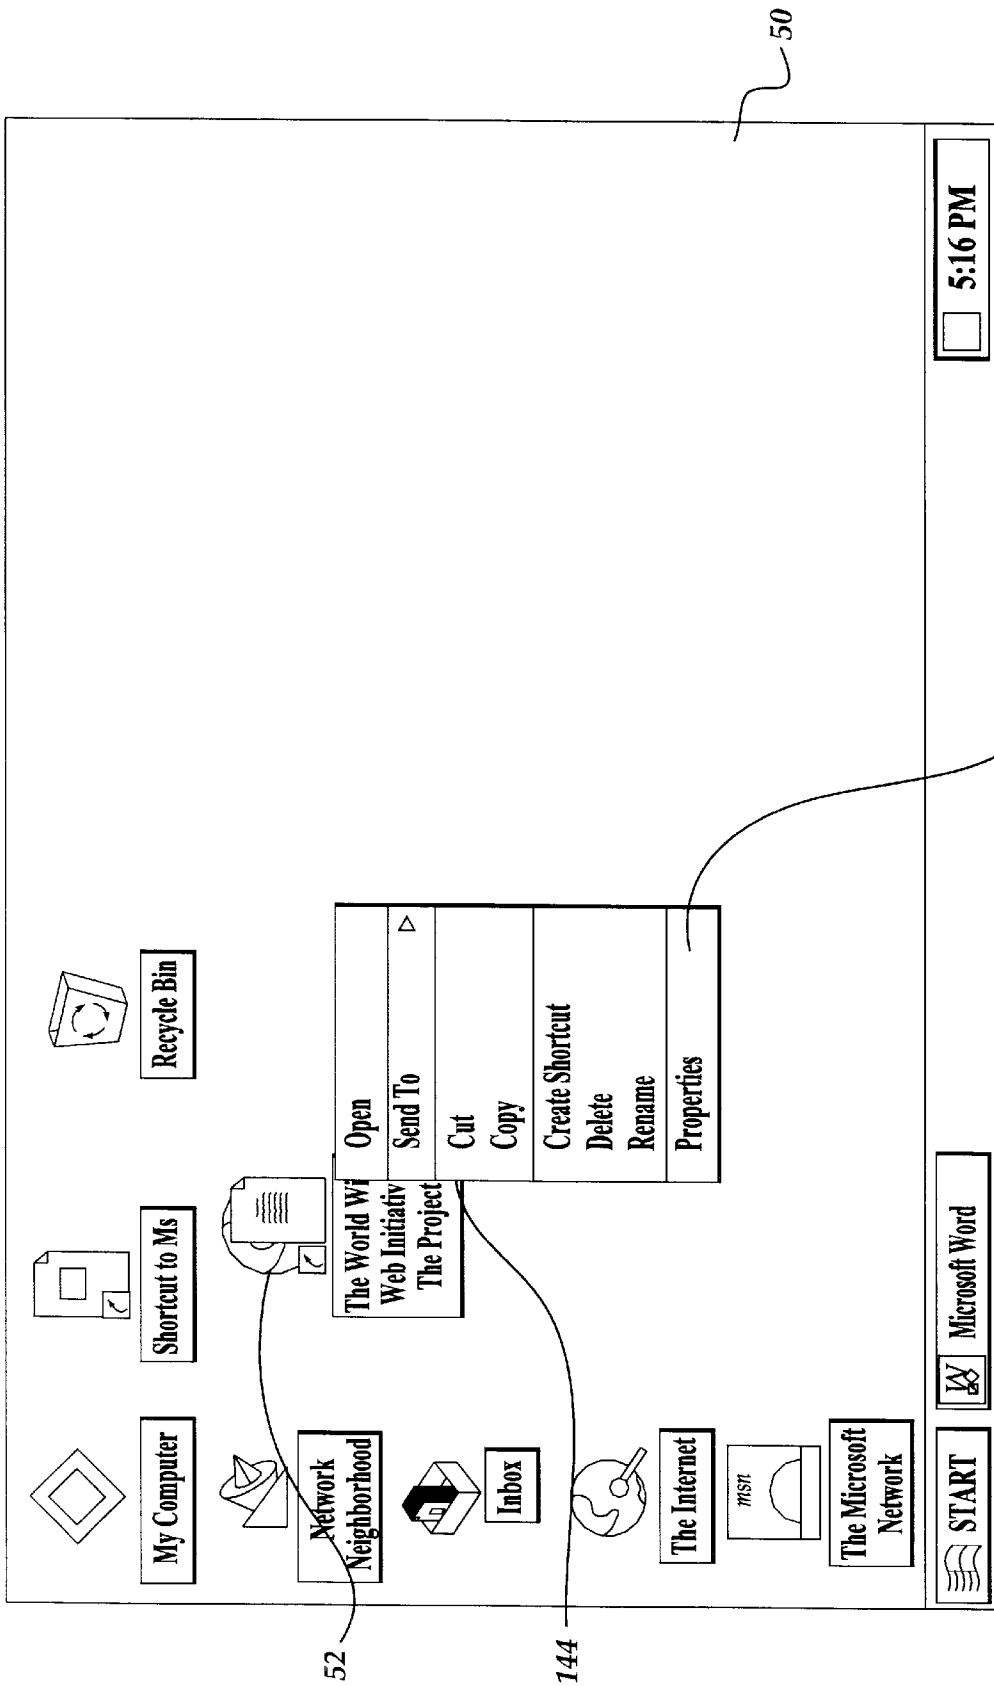 My Computer
Shortcut to Ms
Recycle Bin
Network
Neighborhood
The World Wi
Web Initiativ
The Project
Open
Send To
Cut
Copy
Create Shortcut
Delete
Rename
Properties
Inbox
The Internet
msn
The Microsoft
Network
START
W
Microsoft Word
5:16 PM
52
144
50